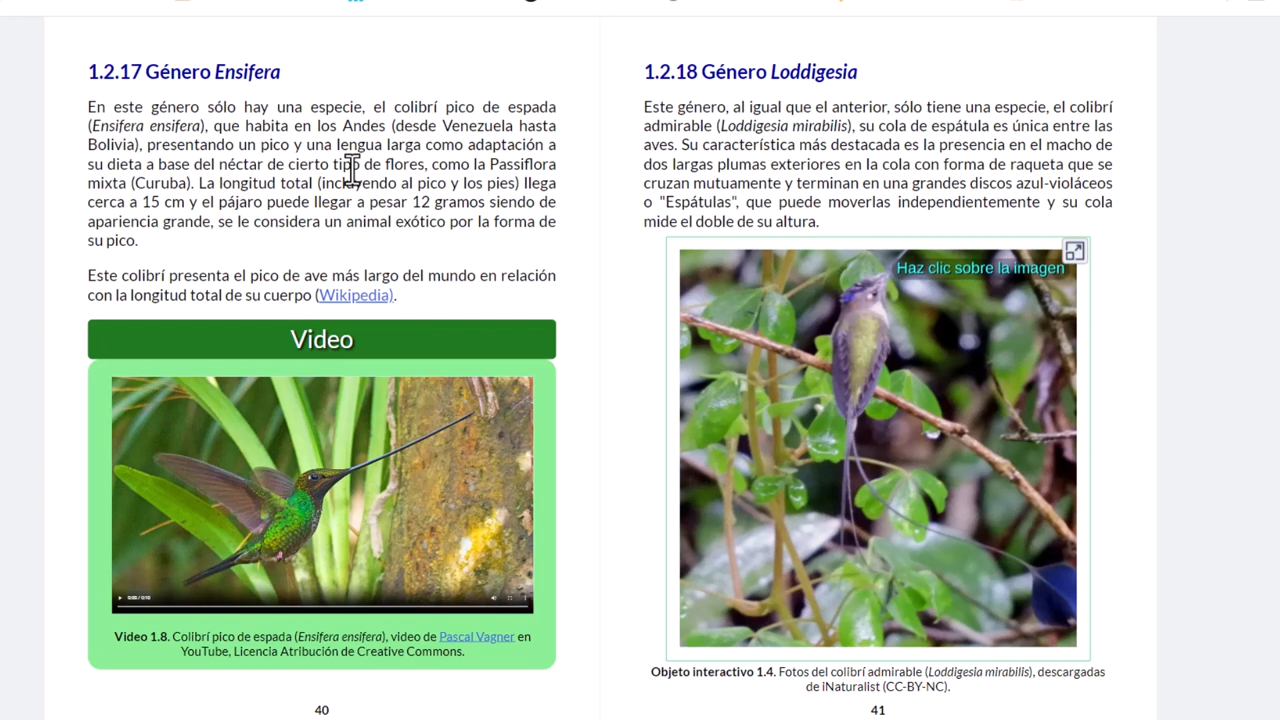 1.2.17 Género Ensifera
En este género sólo hay una especie, el colibrí pico de espada
(Ensifera ensifera), que habita en los Andes (desde Venezuela hasta
Bolivia), presentando un pico y una lengua larga como adaptación a
su dieta a base del néctar de cierto tipo de flores, como la Passiflora
mixta (Curuba). La longitud total (incluyendo al pico y los pies) llega
cerca a 15 cm y el pájaro puede llegar a pesar 12 gramos siendo de
apariencia grande, se le considera un animal exótico por la forma de
su pico.
Este colibrí presenta el pico de ave más largo del mundo en relación
con la longitud total de su cuerpo (Wikipedia).
Video
0:00 / 0:10
Video 1.8. Colibrí pico de espada (Ensifera ensifera), video de Pascal Vagner en
YouTube, Licencia Atribución de Creative Commons.
40
1.2.18 Género Loddigesia
Este género, al igual que el anterior, sólo tiene una especie, el colibrí
admirable (Loddigesia mirabilis), su cola de espátula es única entre las
aves. Su característica más destacada es la presencia en el macho de
dos largas plumas exteriores en la cola con forma de raqueta que se
cruzan mutuamente y terminan en una grandes discos azul-violáceos
o "Espátulas", que puede moverlas independientemente y su cola
mide el doble de su altura.
Haz clic sobre la imagen
Objeto interactivo 1.4. Fotos del colibrí admirable (Loddigesia mirabilis), descargadas
de iNaturalist (CC-BY-NC).
41